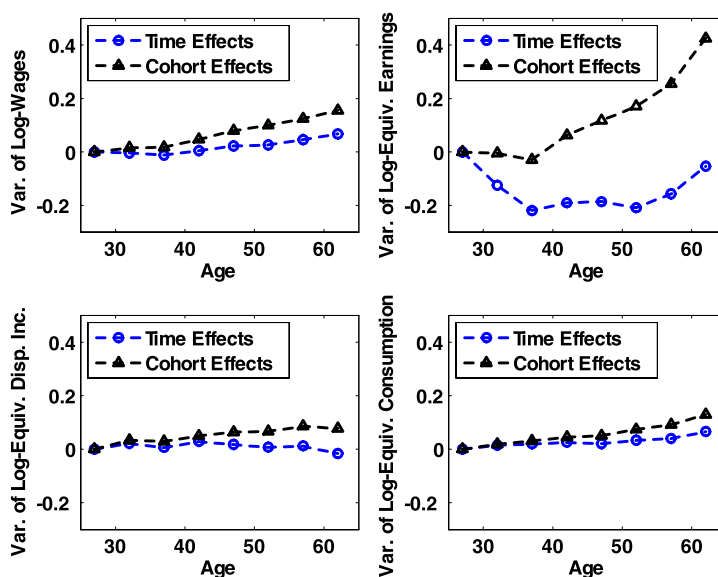 Var. of Log-Wages
0.4
0.2
0
-0.2
Time Effects
Cohort Effects
30 40 50 60
Age
Var. of Log-Equiv. Earnings
0.4
0.2
0
-0.2
Time Effects
Cohort Effects
30 40 50 60
Age
Var. of Log-Equiv. Disp. Inc.
0.4
0.2
0
-0.2
Time Effects
Cohort Effects
30 40 50 60
Age
Var. of Log-Equiv. Consumption
0.4
0.2
0
-0.2
Time Effects
Cohort Effects
30 40 50 60
Age